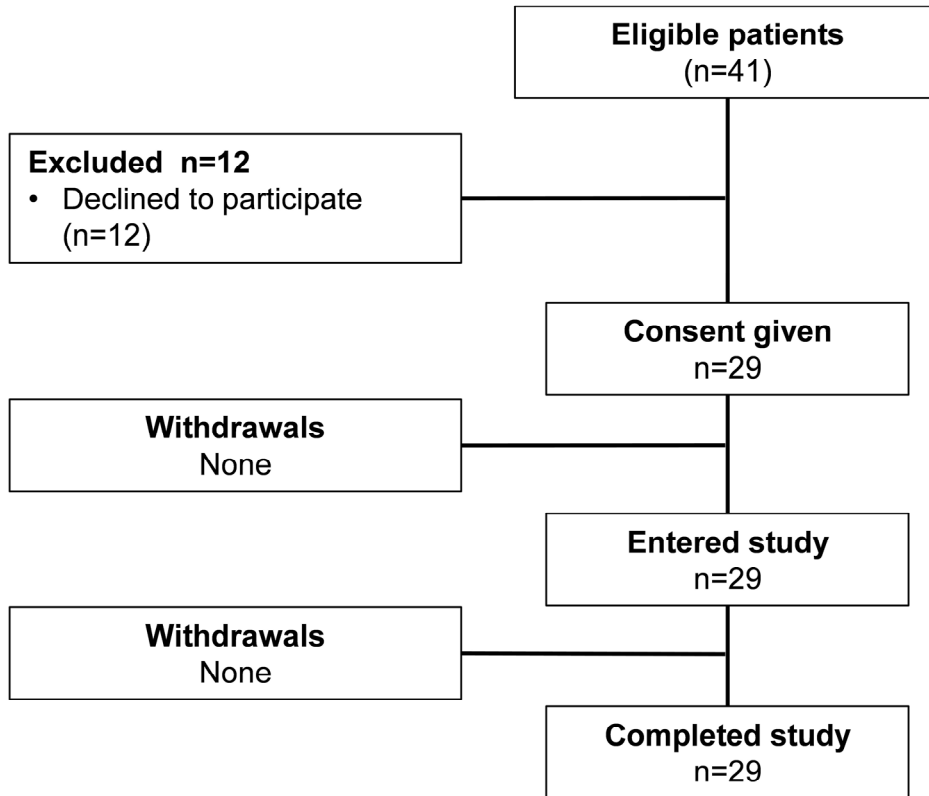 Eligible patients
(n=41)
Excluded n=12
• Declined to participate
(n=12)
Consent given
n=29
Withdrawals
None
Entered study
n=29
Withdrawals
None
Completed study
n=29